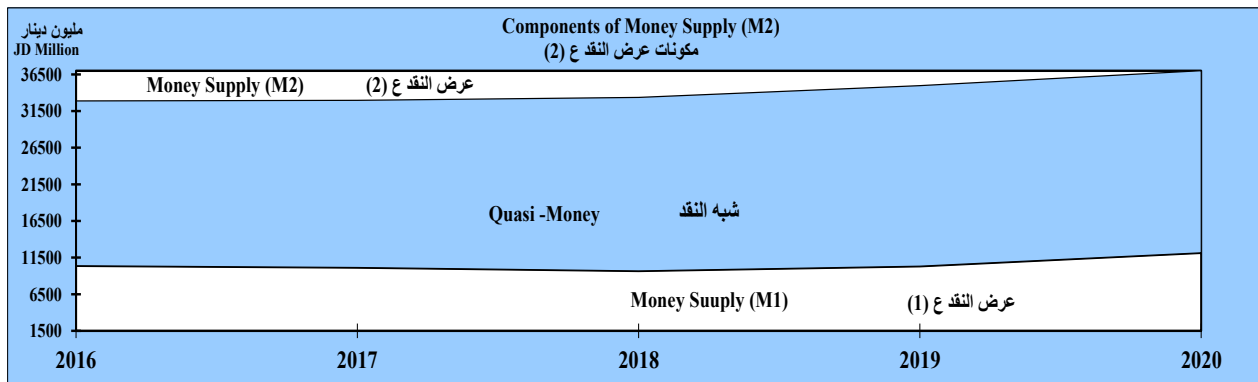 Components of Money Supply (M2)
مكونات عرض النقد ع (2)
مليون دينار
JD Million
36500
31500
26500
21500
16500
11500
6500
1500
Money Supply (M2) عرض النقد ع (2)
Quasi -Money شبه النقد
Money Suuply (M1) عرض النقد ع (1)
2016 2017 2018 2019 2020